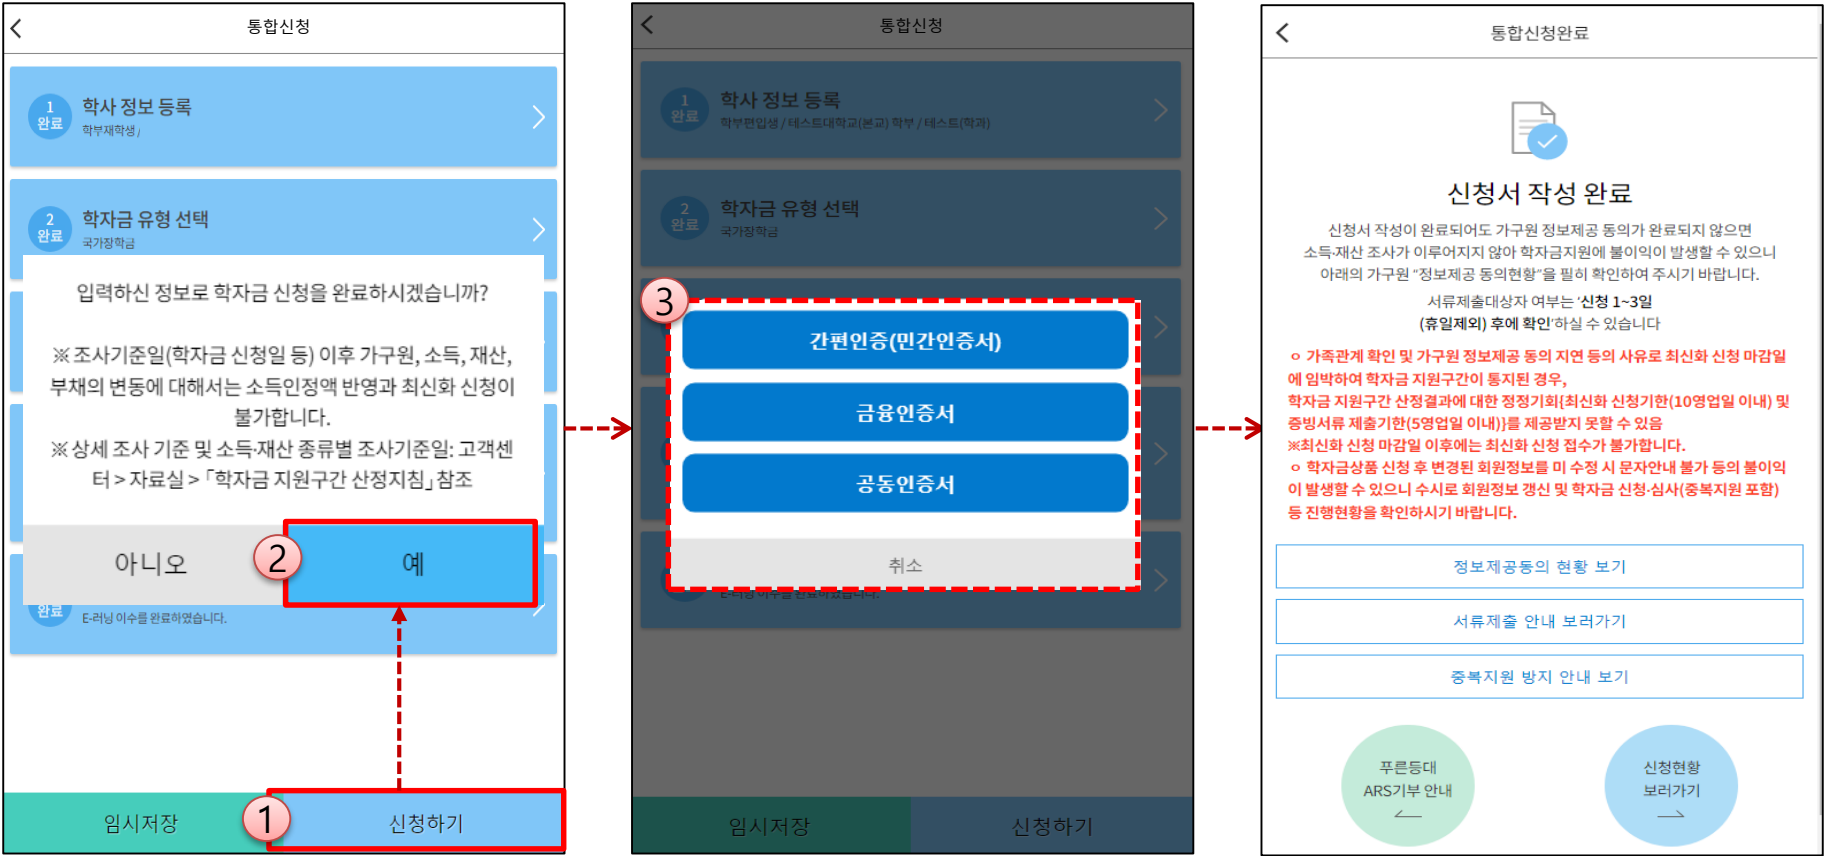 통합신청
1
완료
학사 정보 등록
학부재학생 /
2
완료
학자금 유형 선택
국가장학금
입력하신 정보로 학자금 신청을 완료하시겠습니까?
※ 조사기준일(학자금 신청일 등) 이후 가구원, 소득, 재산,
부채의 변동에 대해서는 소득인정액 반영과 최신화 신청이
불가합니다.
※ 상세 조사 기준 및 소득·재산 종류별 조사기준일: 고객센
터 > 자료실 > 「학자금 지원구간 산정지침」 참조
아니오
2
예
완료
E-러닝 이수를 완료하였습니다.
임시저장
1
신청하기
통합신청
1
완료
학사 정보 등록
학부편입생 / 테스트대학교(본교) 학부 / 테스트(학과)
2
완료
학자금 유형 선택
국가장학금
3
간편인증(민간인증서)
금융인증서
공동인증서
취소
E-러닝 이수를 완료하였습니다.
임시저장
신청하기
통합신청완료
신청서 작성 완료
신청서 작성이 완료되어도 가구원 정보제공 동의가 완료되지 않으면
소득·재산 조사가 이루어지지 않아 학자금지원에 불이익이 발생할 수 있으니
아래의 가구원 "정보제공 동의현황"을 필히 확인하여 주시기 바랍니다.
서류제출대상자 여부는 '신청 1~3일
(휴일제외) 후에 확인'하실 수 있습니다
ㅇ 가족관계 확인 및 가구원 정보제공 동의 지연 등의 사유로 최신화 신청 마감일
에 임박하여 학자금 지원구간이 통지된 경우,
학자금 지원구간 산정결과에 대한 정정기회{최신화 신청기한(10영업일 이내) 및
증빙서류 제출기한(5영업일 이내)}를 제공받지 못할 수 있음
※최신화 신청 마감일 이후에는 최신화 신청 접수가 불가합니다.
ㅇ 학자금상품 신청 후 변경된 회원정보를 미 수정 시 문자안내 불가 등의 불이익
이 발생할 수 있으니 수시로 회원정보 갱신 및 학자금 신청·심사(중복지원 포함)
등 진행현황을 확인하시기 바랍니다.
정보제공동의 현황 보기
서류제출 안내 보러가기
중복지원 방지 안내 보기
푸른등대
ARS기부 안내
신청현황
보러가기